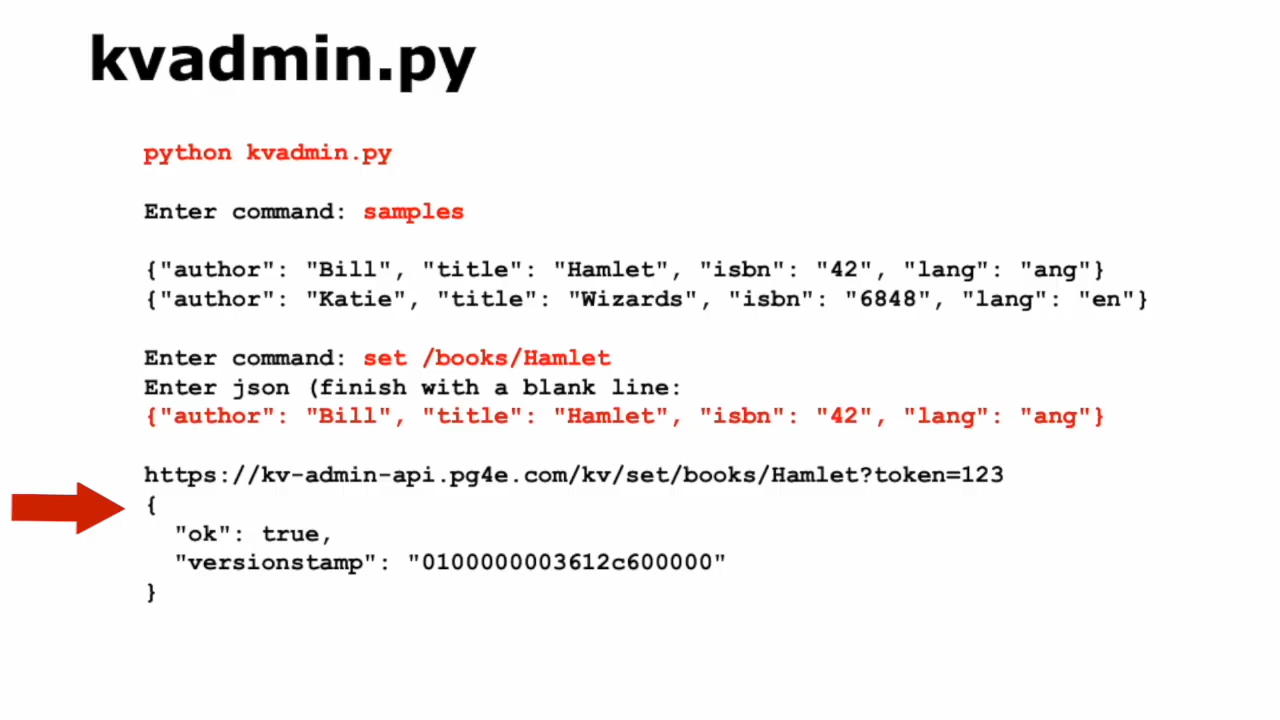 kvadmin.py
python kvadmin.py
Enter command: samples
{"author": "Bill", "title": "Hamlet", "isbn": "42", "lang": "ang"}
{"author": "Katie", "title": "Wizards", "isbn": "6848", "lang": "en"}
Enter command: set /books/Hamlet
Enter json (finish with a blank line:
{"author": "Bill", "title": "Hamlet", "isbn": "42", "lang": "ang"}
https://kv-admin-api.pg4e.com/kv/set/books/Hamlet?token=123
{
"ok": true,
"versionstamp": "0100000003612c600000"
}